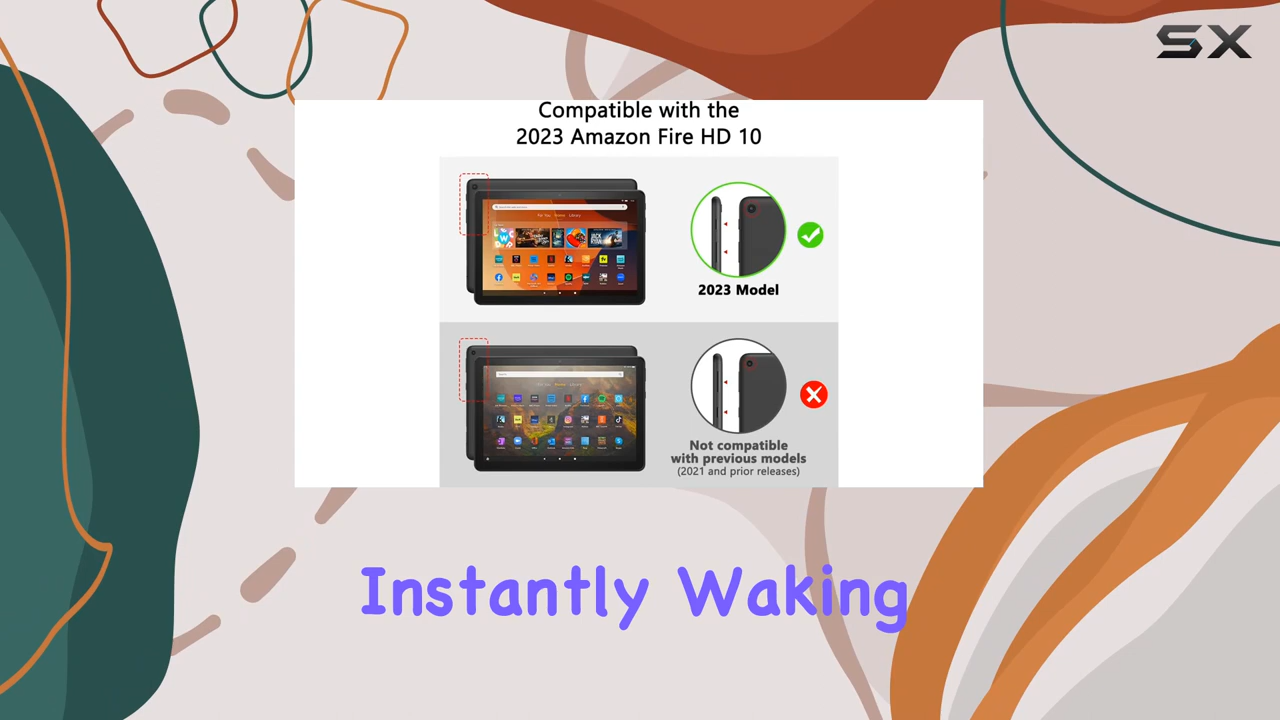 SX
Compatible with the
2023 Amazon Fire HD 10
2023 Model
Not compatible
with previous models
(2021 and prior releases)
Instantly Waking